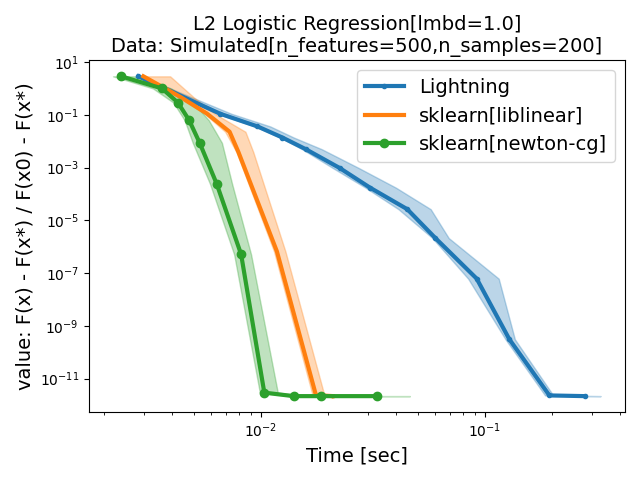 L2 Logistic Regression[lmbd=1.0]
Data: Simulated[n_features=500,n_samples=200]
value: F(x) - F(x*) / F(x0) - F(x*)
10^1
10^-1
10^-3
10^-5
10^-7
10^-9
10^-11
Lightning
sklearn[liblinear]
sklearn[newton-cg]
10^-2
10^-1
Time [sec]